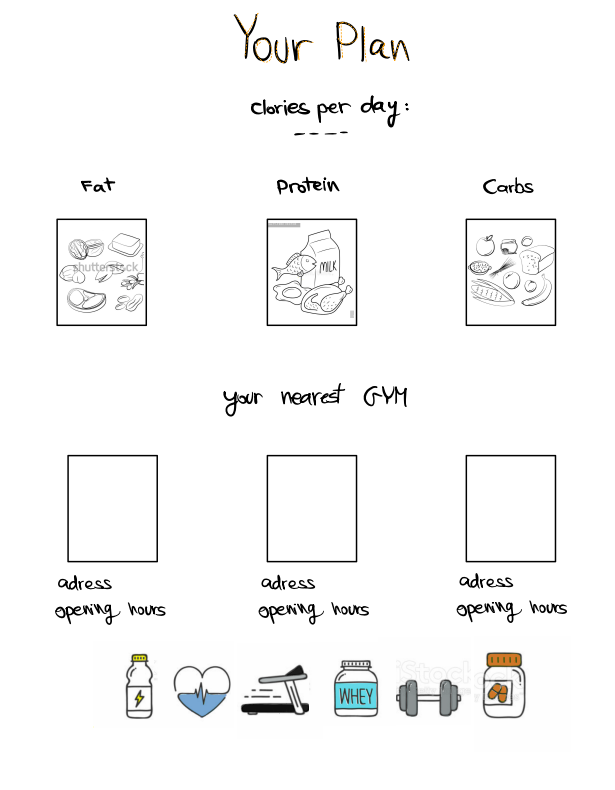 Your Plan
Clories per day:
Fat Protein Carbs
shutterstock
MILK
your nearest GYM
adress adress adress
opening hours opening hours opening hours
iStock
WHEY